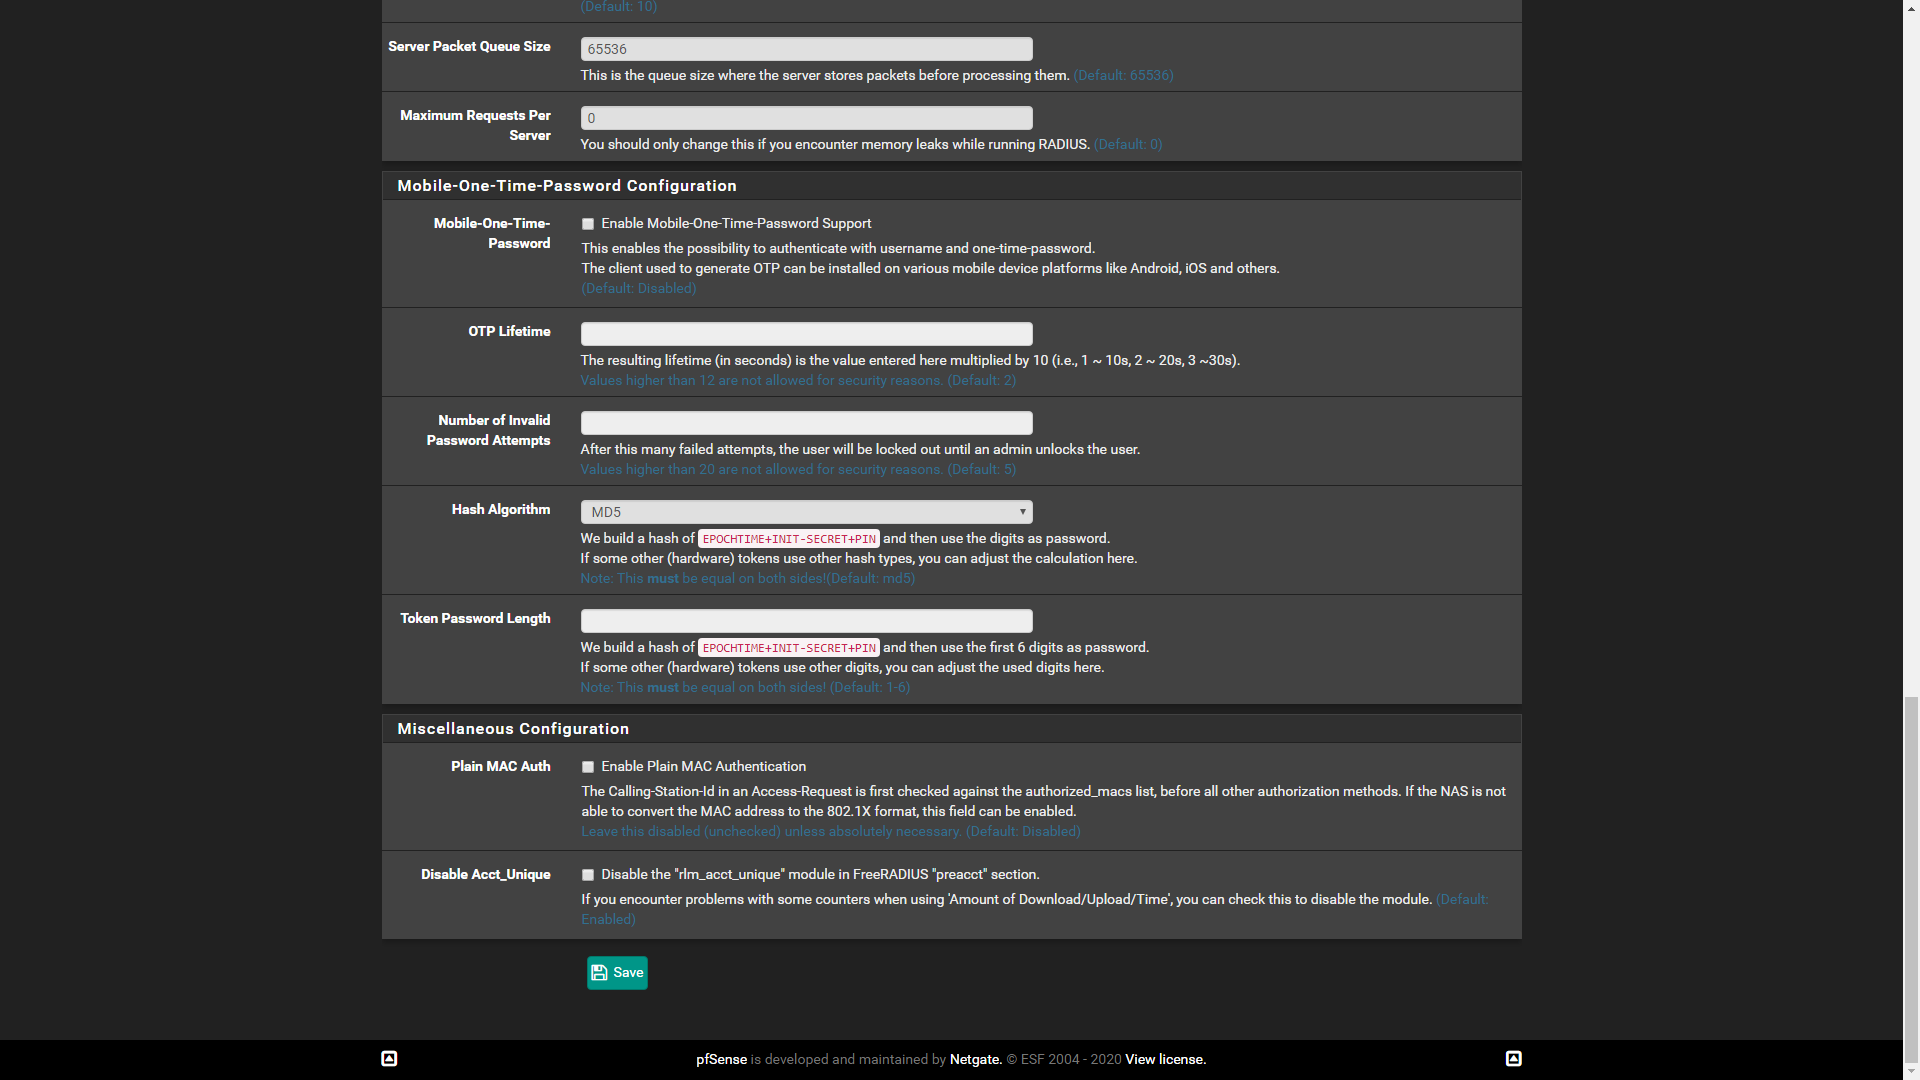 (Default: 10)
Server Packet Queue Size
65536
This is the queue size where the server stores packets before processing them. (Default: 65536)
Maximum Requests Per
Server
0
You should only change this if you encounter memory leaks while running RADIUS. (Default: 0)
Mobile-One-Time-Password Configuration
Mobile-One-Time-
Password
Enable Mobile-One-Time-Password Support
This enables the possibility to authenticate with username and one-time-password.
The client used to generate OTP can be installed on various mobile device platforms like Android, iOS and others.
(Default: Disabled)
OTP Lifetime
The resulting lifetime (in seconds) is the value entered here multiplied by 10 (i.e., 1 ~ 10s, 2 ~ 20s, 3 ~30s).
Values higher than 12 are not allowed for security reasons. (Default: 2)
Number of Invalid
Password Attempts
After this many failed attempts, the user will be locked out until an admin unlocks the user.
Values higher than 20 are not allowed for security reasons. (Default: 5)
Hash Algorithm
MD5
We build a hash of EPOCHTIME+INIT-SECRET+PIN and then use the digits as password.
If some other (hardware) tokens use other hash types, you can adjust the calculation here.
Note: This must be equal on both sides!(Default: md5)
Token Password Length
We build a hash of EPOCHTIME+INIT-SECRET+PIN and then use the first 6 digits as password.
If some other (hardware) tokens use other digits, you can adjust the used digits here.
Note: This must be equal on both sides! (Default: 1-6)
Miscellaneous Configuration
Plain MAC Auth
Enable Plain MAC Authentication
The Calling-Station-Id in an Access-Request is first checked against the authorized_macs list, before all other authorization methods. If the NAS is not
able to convert the MAC address to the 802.1X format, this field can be enabled.
Leave this disabled (unchecked) unless absolutely necessary. (Default: Disabled)
Disable Acct_Unique
Disable the "rlm_acct_unique" module in FreeRADIUS "preacct" section.
If you encounter problems with some counters when using 'Amount of Download/Upload/Time', you can check this to disable the module. (Default:
Enabled)
Save
pfSense is developed and maintained by Netgate. © ESF 2004 - 2020 View license.